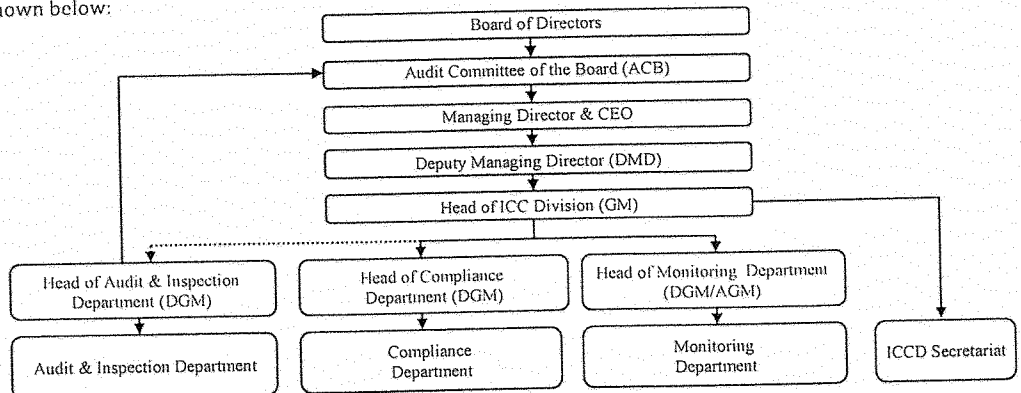 nown below:
Board of Directors
Audit Committee of the Board (ACB)
Managing Director & CEO
Deputy Managing Director (DMD)
Head of ICC Division (GM)
Head of Audit & Inspection
Department (DGM)
Head of Compliance
Department (DGM)
Head of Monitoring Department
(DGM/AGM)
Audit & Inspection Department
Compliance
Department
Monitoring
Department
ICCD Secretariat